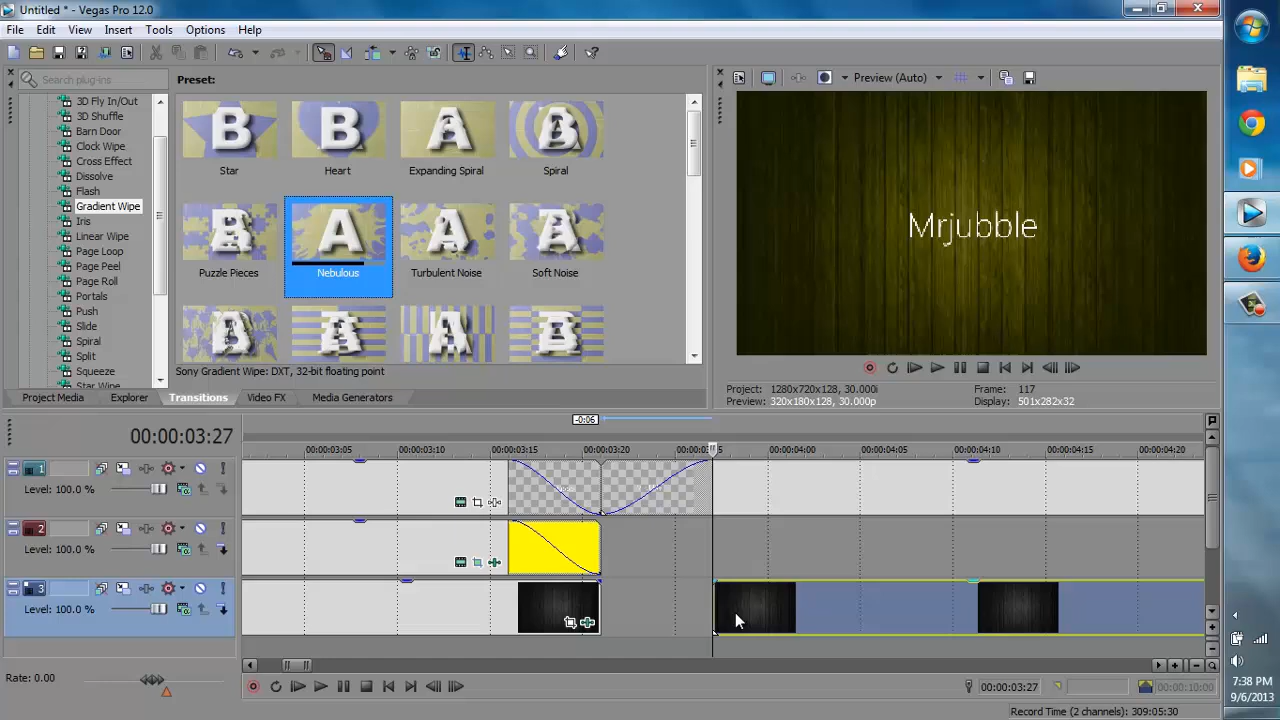 Untitled * - Vegas Pro 12.0
File Edit View Insert Tools Options Help
Search plug-ins
Preset:
Preview (Auto)
3D Fly In/Out
3D Shuffle
Barn Door
Clock Wipe
Cross Effect
Dissolve
Flash
Gradient Wipe
Iris
Linear Wipe
Page Loop
Page Peel
Page Roll
Portals
Push
Slide
Spiral
Split
Squeeze
Star Wipe
B B A B
Star Heart Expanding Spiral Spiral
B A A B
Puzzle Pieces Nebulous Turbulent Noise Soft Noise
B A A B
Sony Gradient Wipe: DXT, 32-bit floating point
Mrjubble
Project: 1280x720x128, 30.000i Frame: 117
Preview: 320x180x128, 30.000p Display: 501x282x32
Project Media Explorer Transitions Video FX Media Generators
-0:06
00:00:03:27
00:00:03:05 00:00:03:10 00:00:03:15 00:00:03:20 00:00:04:00 00:00:04:05 00:00:04:10 00:00:04:15 00:00:04:20
1
Level: 100.0 %
2
Level: 100.0 %
3
Level: 100.0 %
Rate: 0.00
00:00:03:27
00:00:10:00
Record Time (2 channels): 309:05:30
7:38 PM
9/6/2013